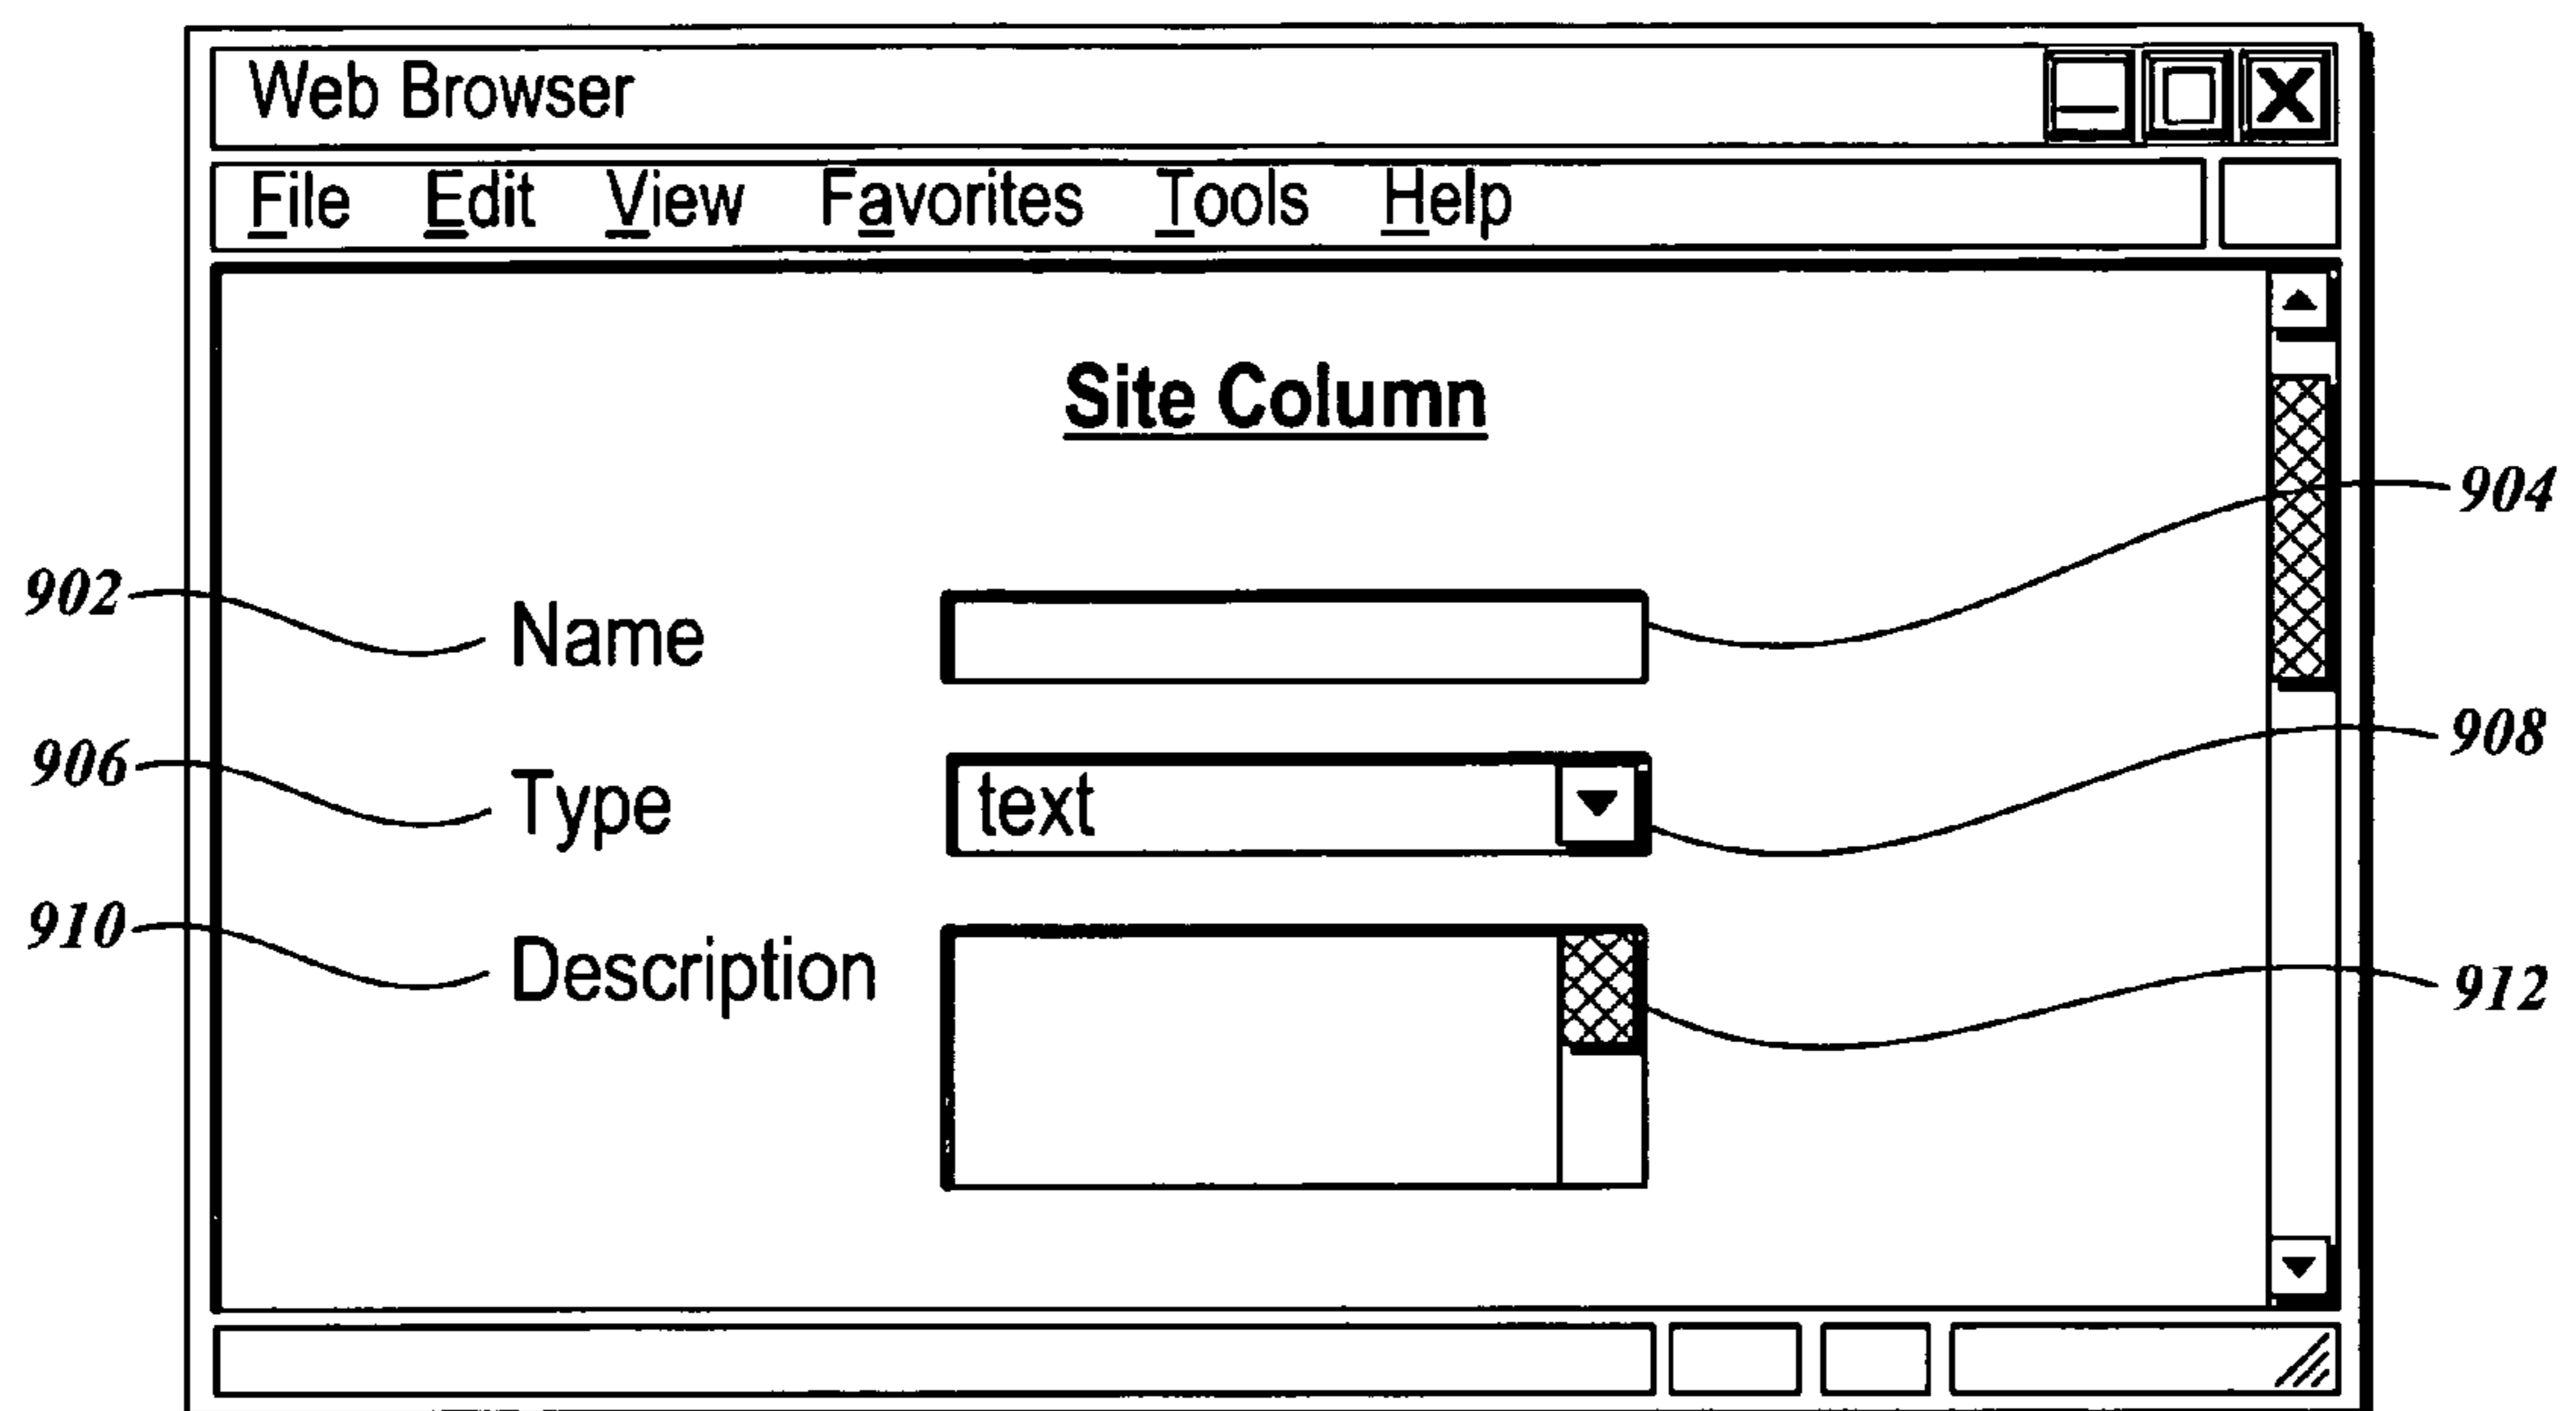 Web Browser
File Edit View Favorites Tools Help
Site Column
904
902 Name
906 Type text 908
910 Description 912